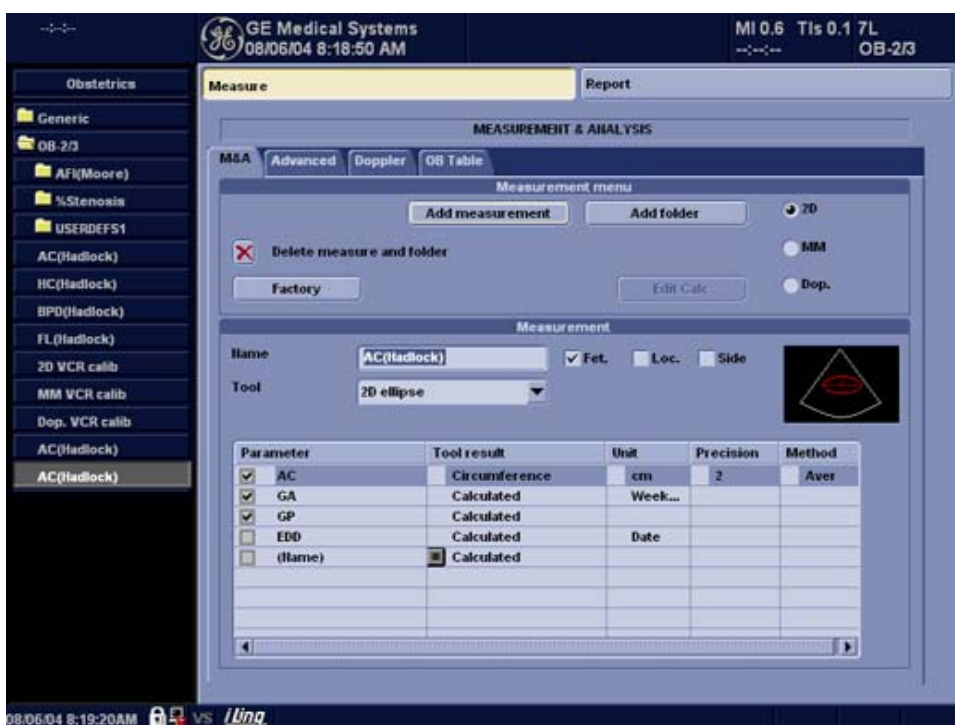 --:--:--
GE Medical Systems
08/06/04 8:18:50 AM
MI 0.6 TIs 0.1 7L
--:--:-- OB-2/3
Obstetrics
Generic
OB-2/3
AFI(Moore)
%Stenosis
USERDEFS1
AC(Hadlock)
HC(Hadlock)
BPD(Hadlock)
FL(Hadlock)
2D VCR calib
MM VCR calib
Dop. VCR calib
AC(Hadlock)
AC(Hadlock)
Measure Report
MEASUREMENT & ANALYSIS
M&A Advanced Doppler OB Table
Measurement menu
Add measurement Add folder 2D
Delete measure and folder MM
Factory Edit Calc Dop.
Measurement
Name AC(Hadlock) Fet. Loc. Side
Tool 2D ellipse
Parameter Tool result Unit Precision Method
AC Circumference cm 2 Aver
GA Calculated Week...
GP Calculated
EDD Calculated Date
(Name) Calculated
08/06/04 8:19:20AM VS iLinq